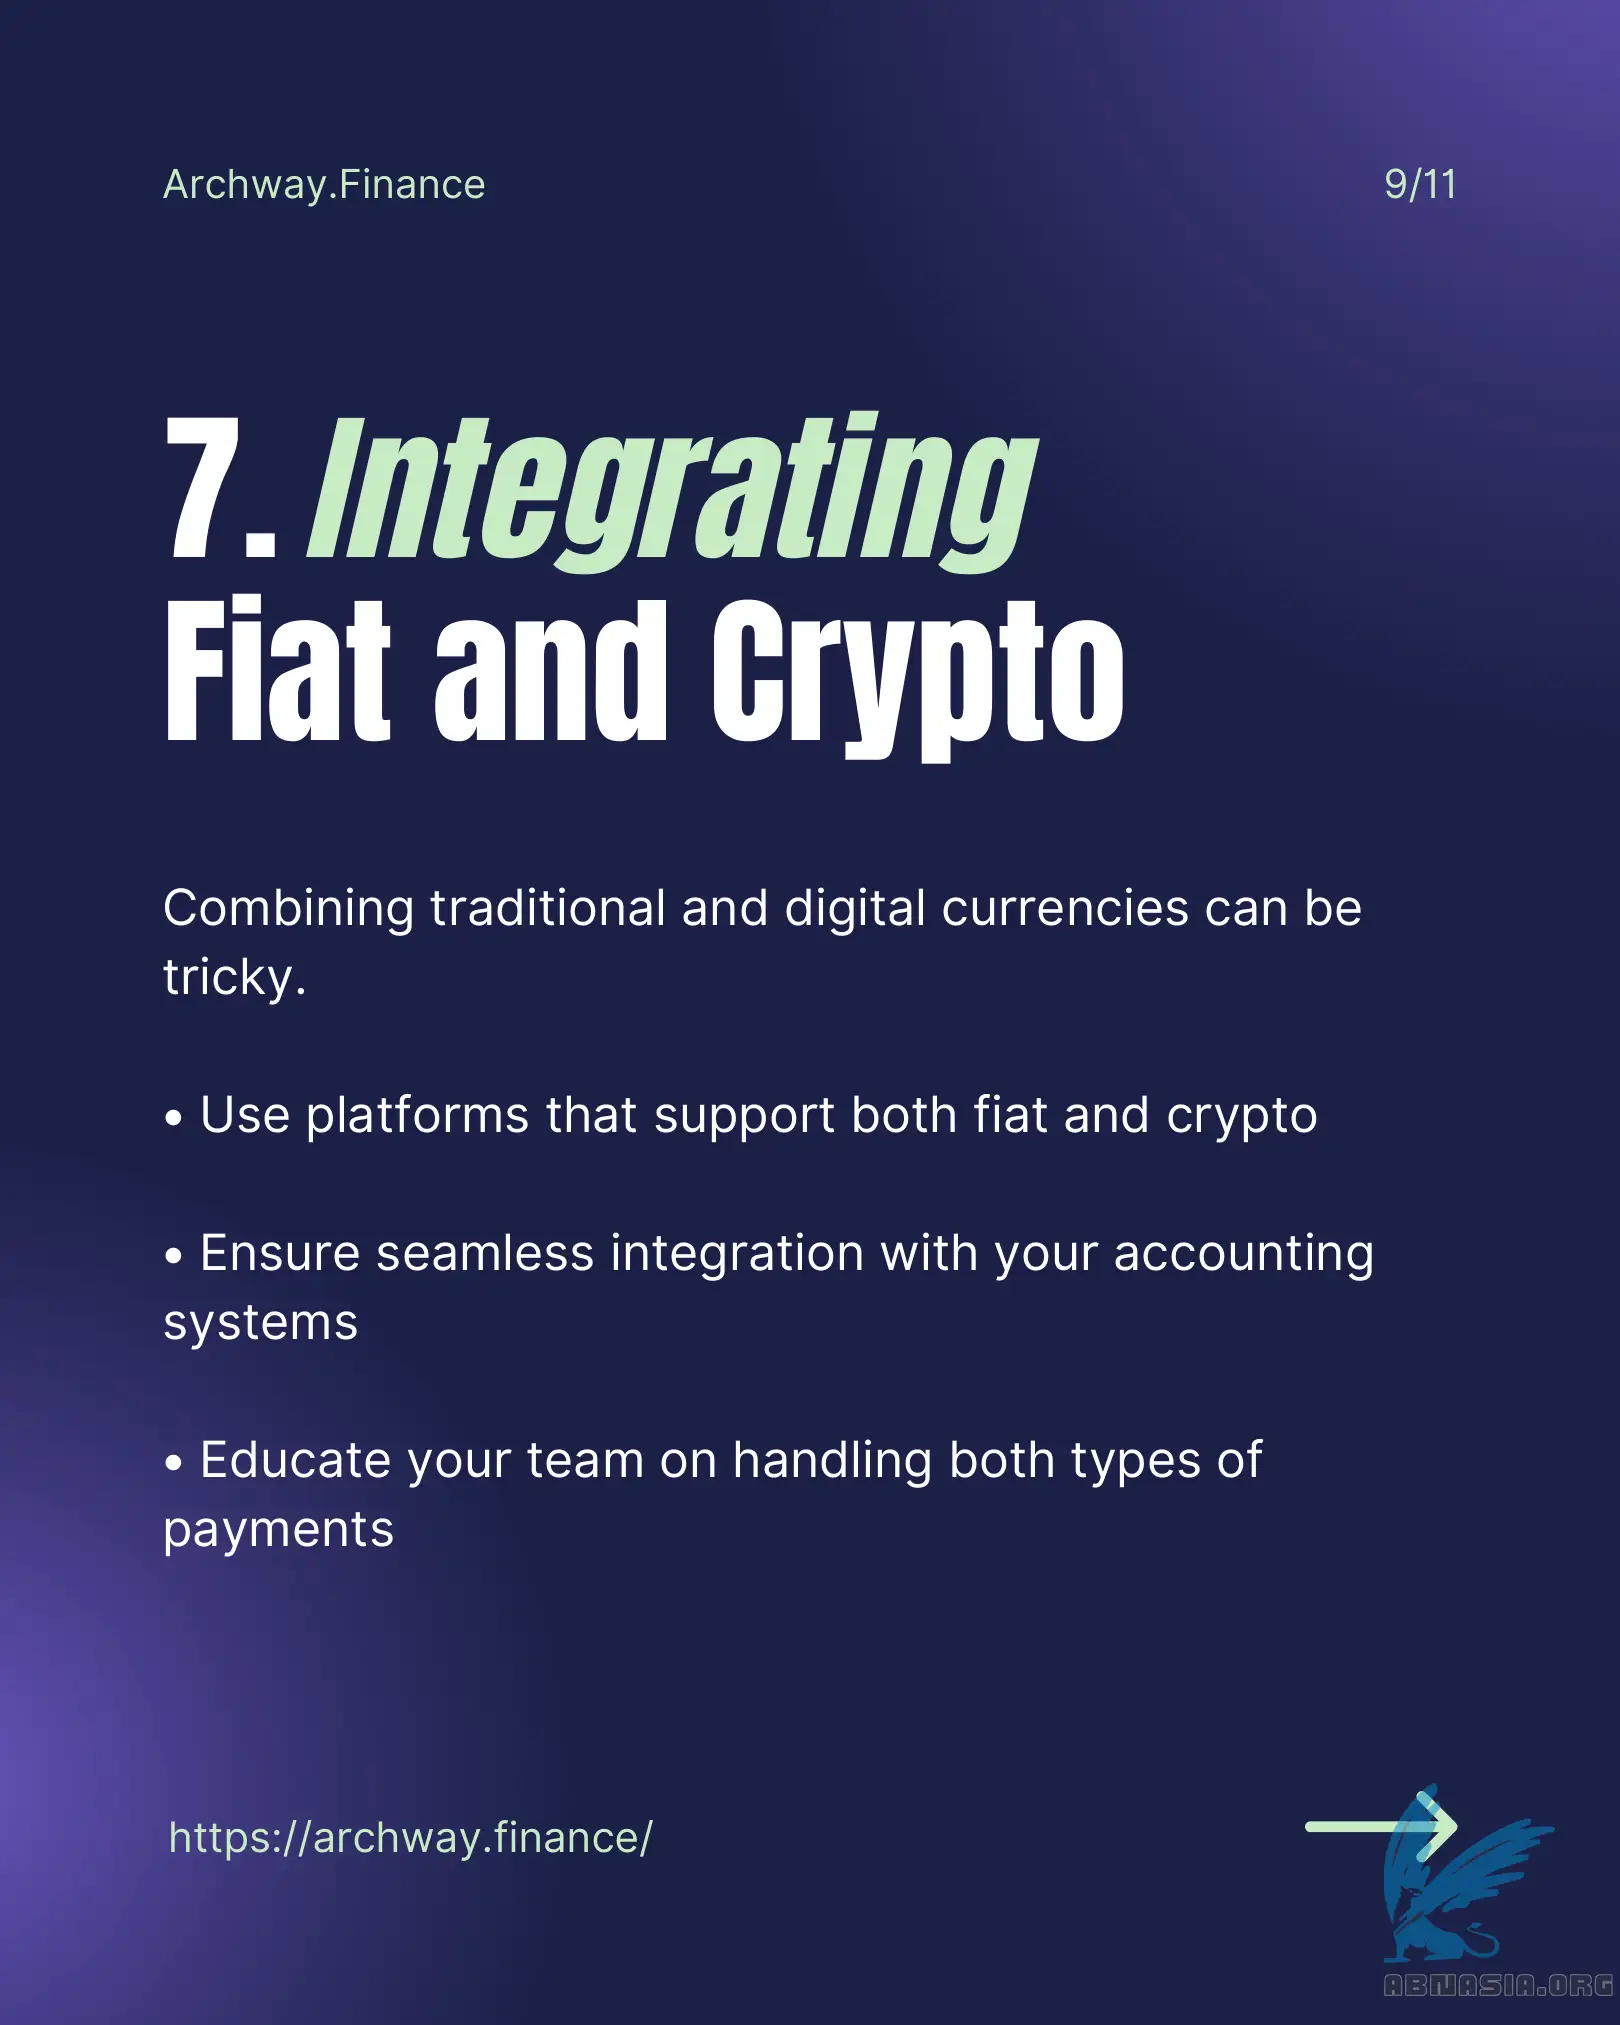 Archway.Finance
9/11
7. Integrating
Fiat and Crypto
Combining traditional and digital currencies can be
tricky.
• Use platforms that support both fiat and crypto
• Ensure seamless integration with your accounting
systems
• Educate your team on handling both types of
payments
https://archway.finance/
ABNASIA.ORG